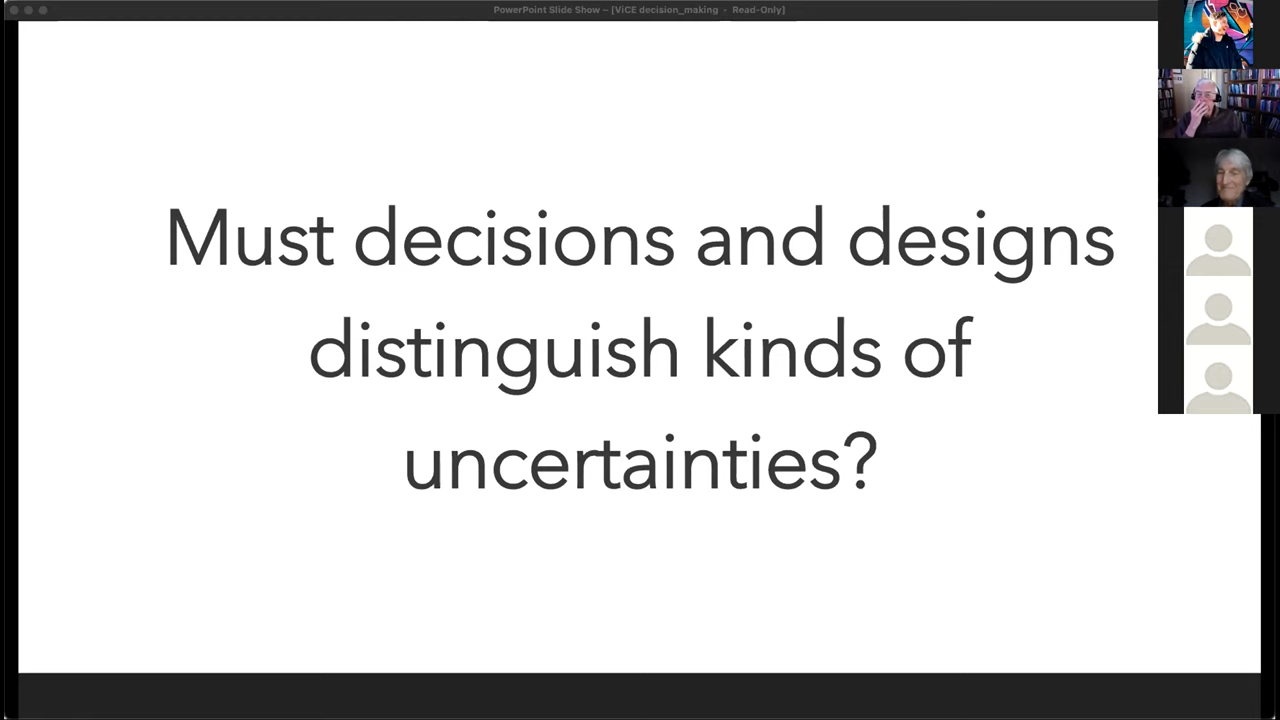 PowerPoint Slide Show – [ViCE decision_making - Read-Only]
Must decisions and designs
distinguish kinds of
uncertainties?